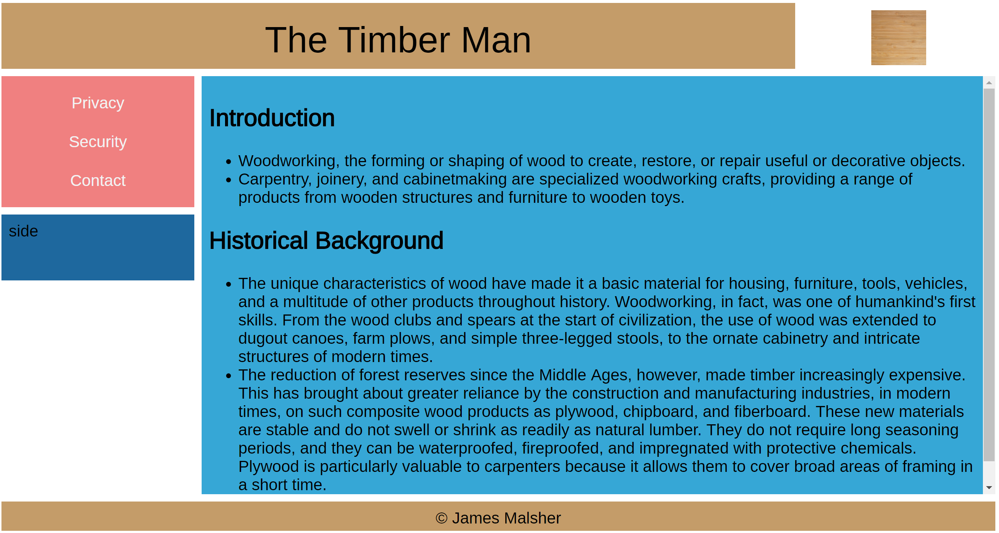 The Timber Man
Privacy
Security
Contact
side
Introduction
• Woodworking, the forming or shaping of wood to create, restore, or repair useful or decorative objects.
• Carpentry, joinery, and cabinetmaking are specialized woodworking crafts, providing a range of
products from wooden structures and furniture to wooden toys.
Historical Background
• The unique characteristics of wood have made it a basic material for housing, furniture, tools, vehicles,
and a multitude of other products throughout history. Woodworking, in fact, was one of humankind's first
skills. From the wood clubs and spears at the start of civilization, the use of wood was extended to
dugout canoes, farm plows, and simple three-legged stools, to the ornate cabinetry and intricate
structures of modern times.
• The reduction of forest reserves since the Middle Ages, however, made timber increasingly expensive.
This has brought about greater reliance by the construction and manufacturing industries, in modern
times, on such composite wood products as plywood, chipboard, and fiberboard. These new materials
are stable and do not swell or shrink as readily as natural lumber. They do not require long seasoning
periods, and they can be waterproofed, fireproofed, and impregnated with protective chemicals.
Plywood is particularly valuable to carpenters because it allows them to cover broad areas of framing in
a short time.
© James Malsher